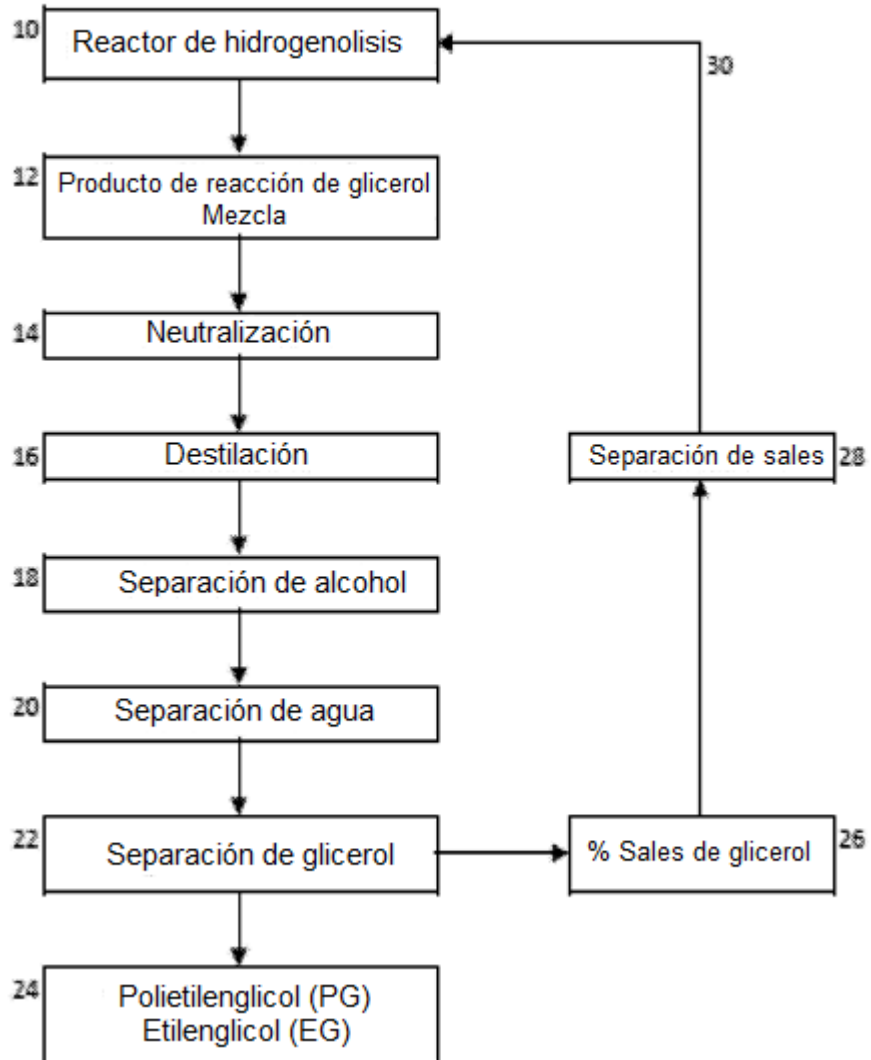 10
Reactor de hidrogenolisis
30
12
Producto de reacción de glicerol
Mezcla
14
Neutralización
16
Destilación
Separación de sales
28
18
Separación de alcohol
20
Separación de agua
22
Separación de glicerol
% Sales de glicerol
26
24
Polietilenglicol (PG)
Etilenglicol (EG)